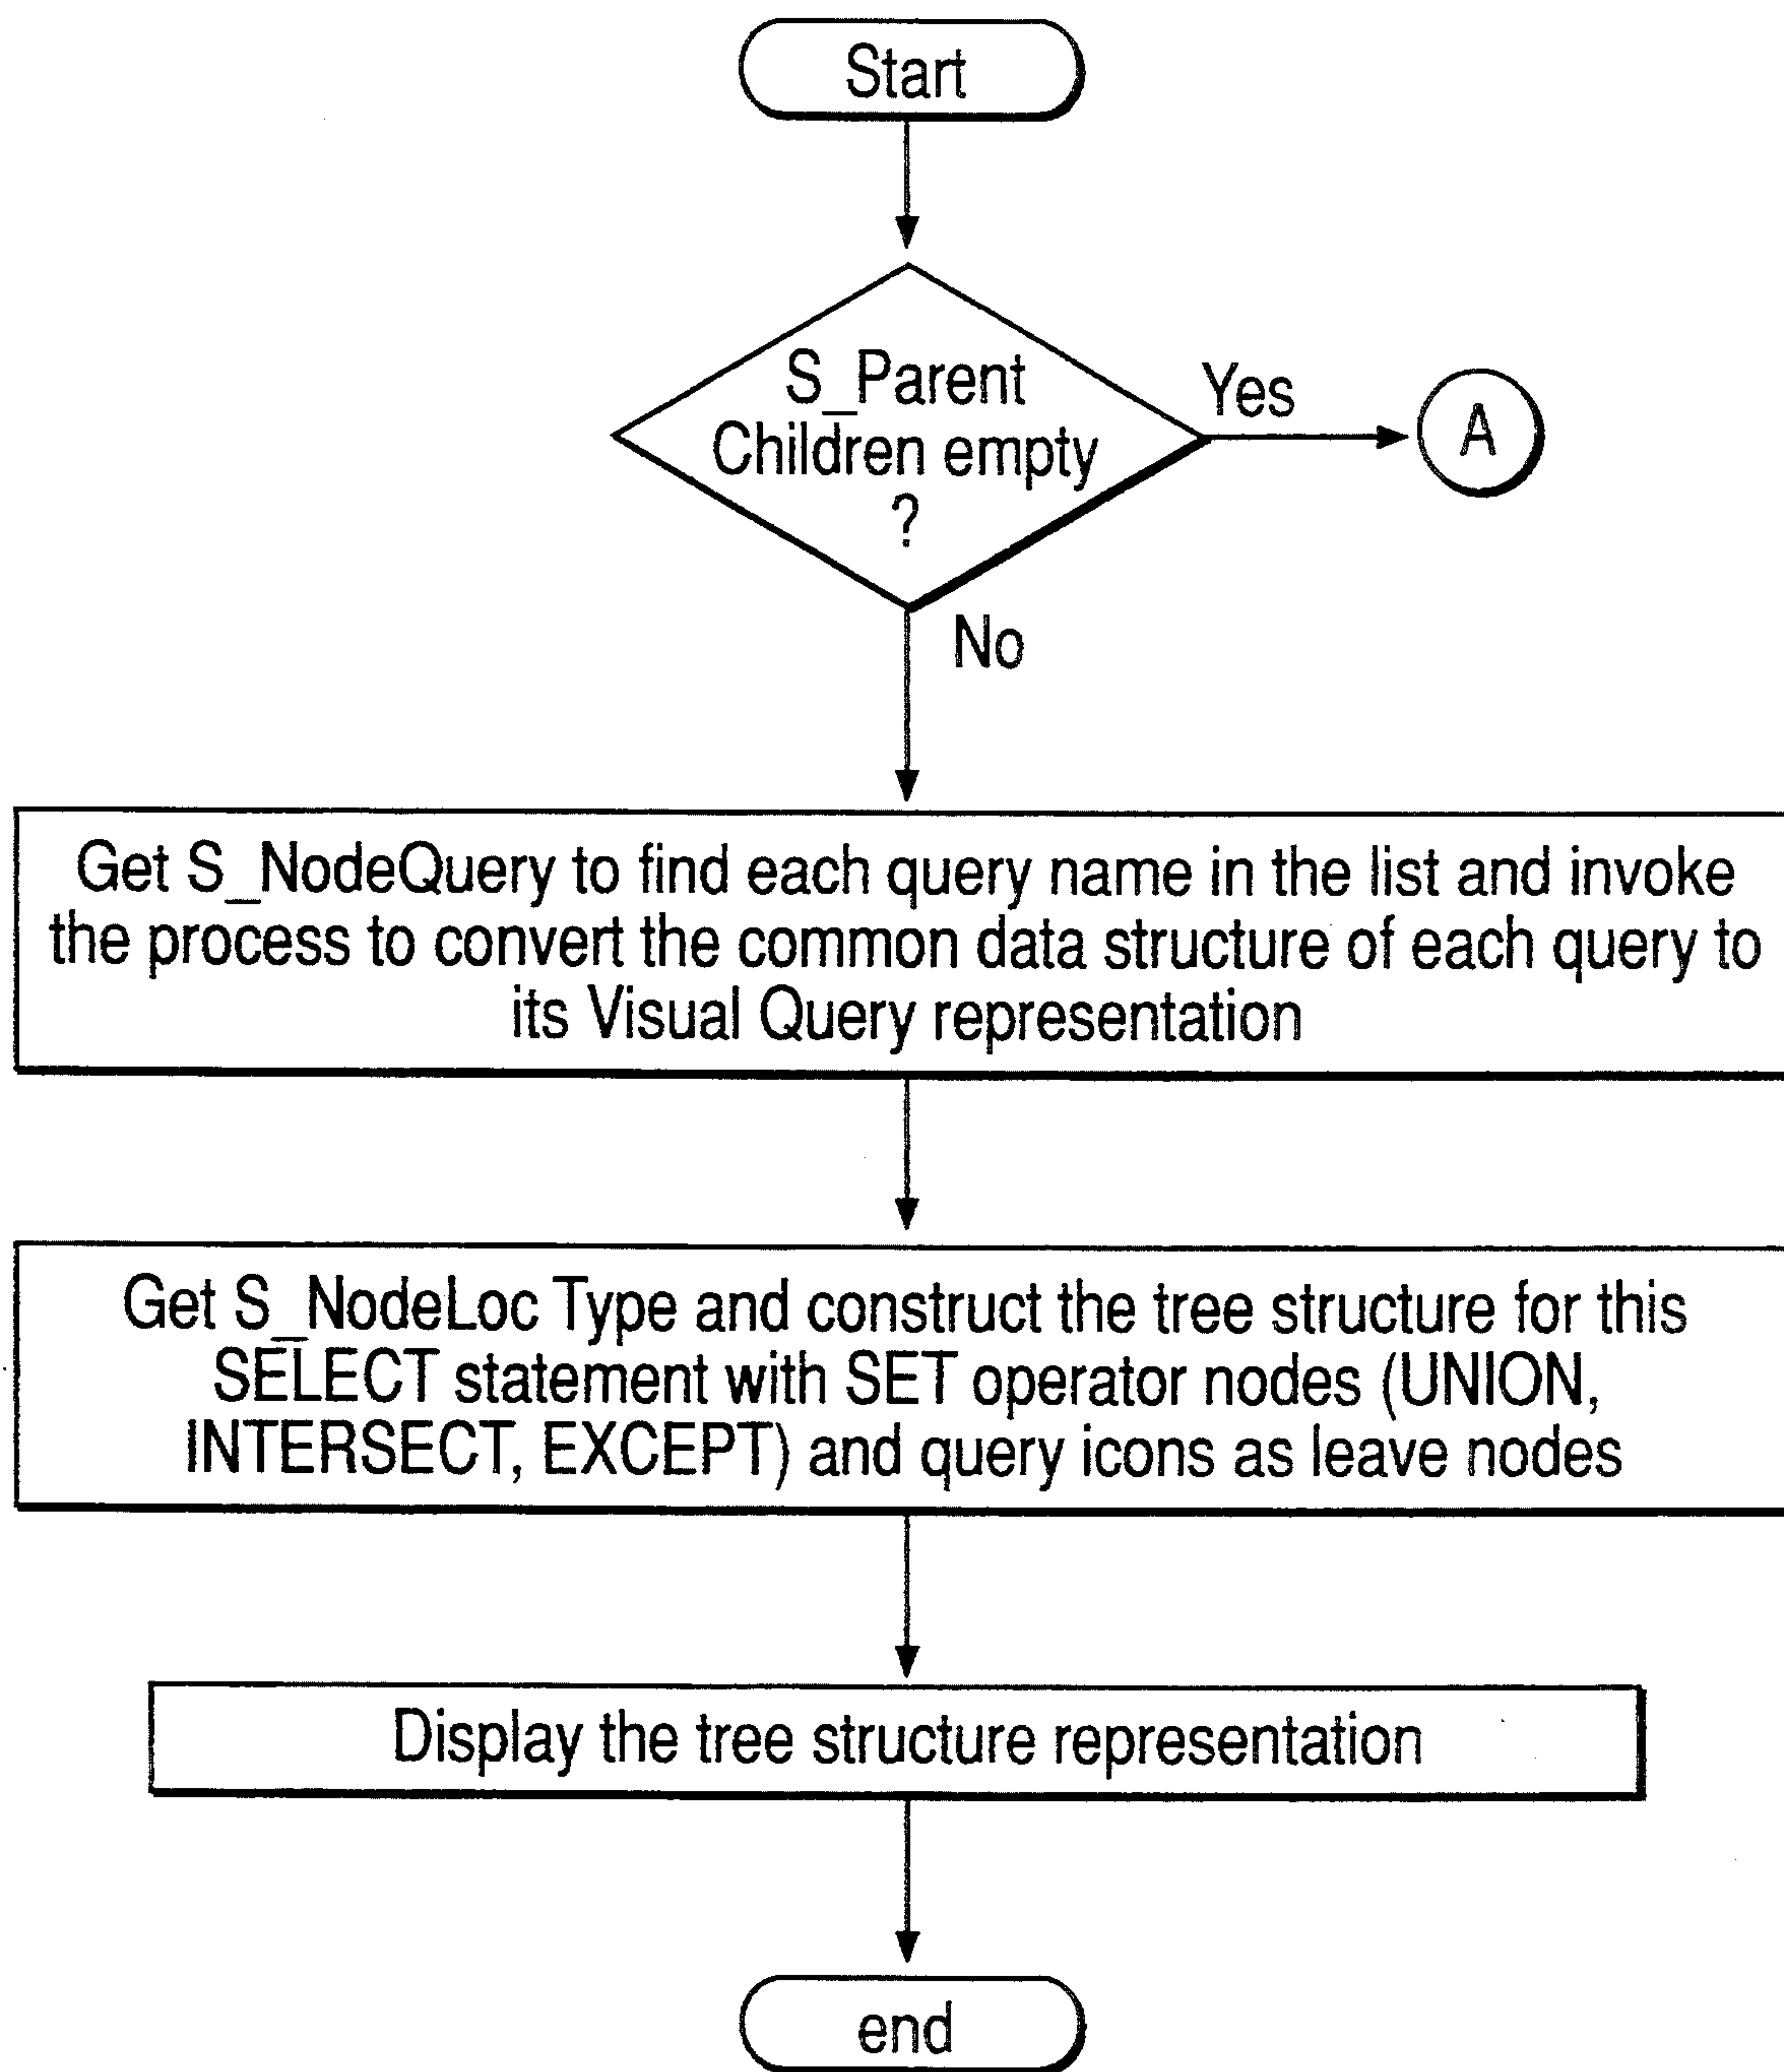 Start
S_Parent
Children empty
?
Yes
A
No
Get S_NodeQuery to find each query name in the list and invoke
the process to convert the common data structure of each query to
its Visual Query representation
Get S_NodeLoc Type and construct the tree structure for this
SELECT statement with SET operator nodes (UNION,
INTERSECT, EXCEPT) and query icons as leave nodes
Display the tree structure representation
end